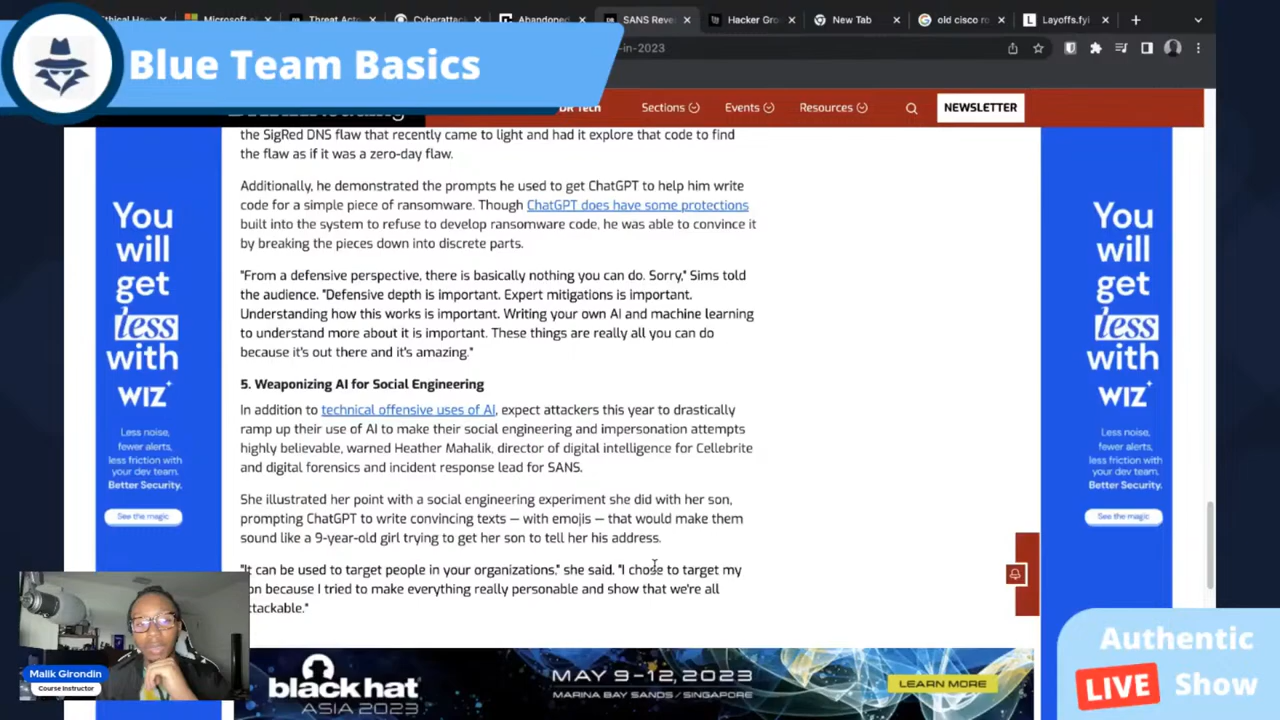 Ethical Ha
Microsoft e
Threat Acto
Cyberattack
Abandoned
SANS Reve
Hacker Gro
New Tab
old cisco ro
Layoffs.fyi
Blue Team Basics
-in-2023
DR Tech
Sections
Events
Resources
NEWSLETTER
the SigRed DNS flaw that recently came to light and had it explore that code to find
the flaw as if it was a zero-day flaw.
Additionally, he demonstrated the prompts he used to get ChatGPT to help him write
code for a simple piece of ransomware. Though ChatGPT does have some protections
built into the system to refuse to develop ransomware code, he was able to convince it
by breaking the pieces down into discrete parts.
"From a defensive perspective, there is basically nothing you can do. Sorry," Sims told
the audience. "Defensive depth is important. Expert mitigations is important.
Understanding how this works is important. Writing your own AI and machine learning
to understand more about it is important. These things are really all you can do
because it's out there and it's amazing."
5. Weaponizing AI for Social Engineering
In addition to technical offensive uses of AI, expect attackers this year to drastically
ramp up their use of AI to make their social engineering and impersonation attempts
highly believable, warned Heather Mahalik, director of digital intelligence for Cellebrite
and digital forensics and incident response lead for SANS.
She illustrated her point with a social engineering experiment she did with her son,
prompting ChatGPT to write convincing texts — with emojis — that would make them
sound like a 9-year-old girl trying to get her son to tell her his address.
"It can be used to target people in your organizations," she said. "I chose to target my
on because I tried to make everything really personable and show that we're all
ttackable."
You
will
get
less
with
WIZ
Less noise,
fewer alerts,
less friction with
your dev team.
Better Security.
See the magic
You
will
get
less
with
WIZ
Less noise,
fewer alerts,
less friction with
your dev team.
Better Security.
See the magic
Malik Girondin
Course Instructor
black hat
ASIA 2023
MAY 9-12, 2023
MARINA BAY SANDS / SINGAPORE
LEARN MORE
Authentic
LIVE Show